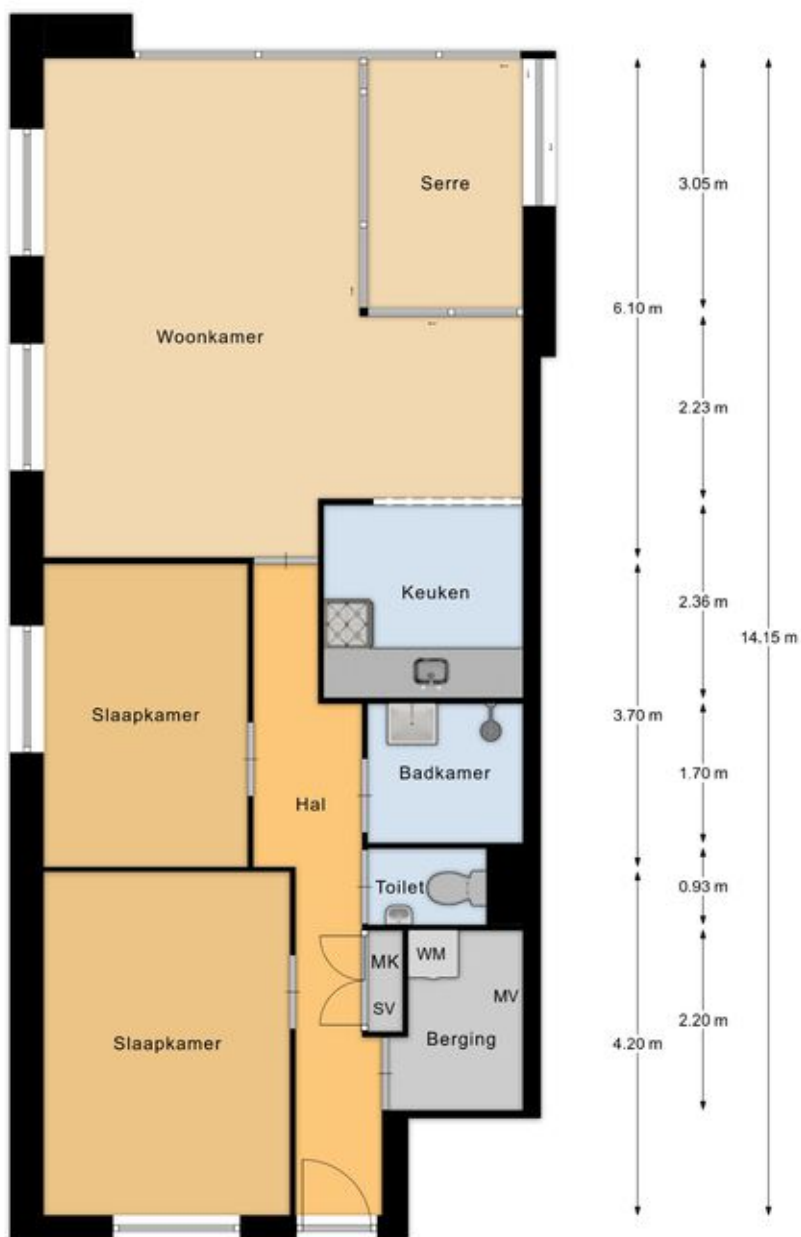 Serre
3.05 m
6.10 m
Woonkamer
2.23 m
Keuken
2.36 m
14.15 m
Slaapkamer
3.70 m
Badkamer
1.70 m
Hal
Toilet
0.93 m
MK
WM
SV
MV
2.20 m
Slaapkamer
Berging
4.20 m